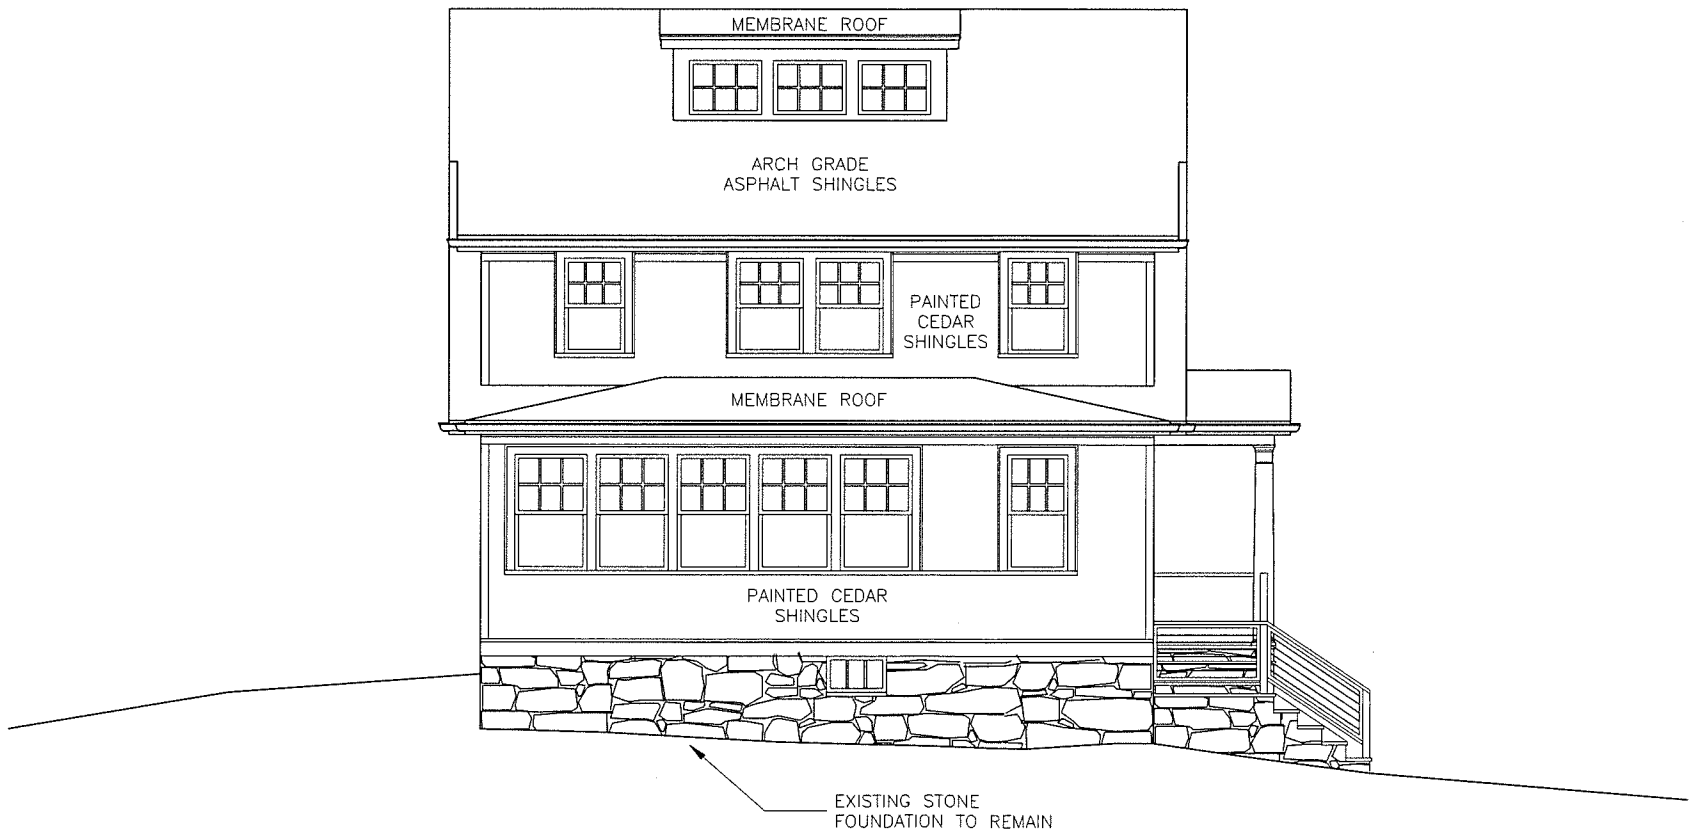 MEMBRANE ROOF
ARCH GRADE
ASPHALT SHINGLES
PAINTED
CEDAR
SHINGLES
MEMBRANE ROOF
PAINTED CEDAR
SHINGLES
EXISTING STONE
FOUNDATION TO REMAIN